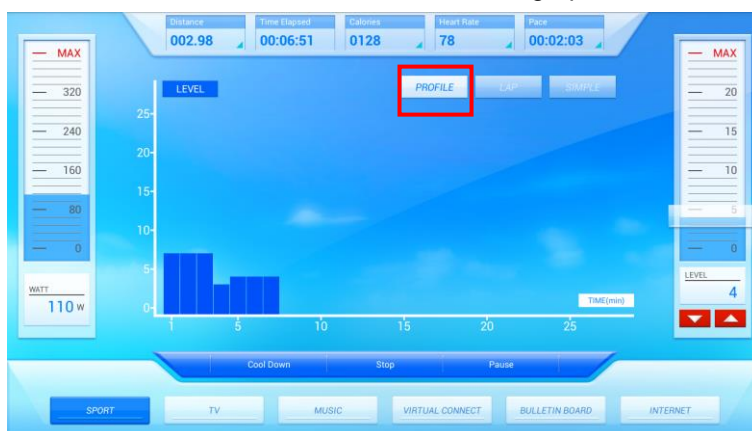 Distance
Time Elapsed
Calories
Heart Rate
Pace
002.98
00:06:51
0128
78
00:02:03
MAX
320
240
160
80
0
WATT
110 W
LEVEL
PROFILE
LAP
SIMPLE
25
20
15
10
5
0
TIME(min)
1
5
10
15
20
25
MAX
20
15
10
5
0
LEVEL
4
Cool Down
Stop
Pause
SPORT
TV
MUSIC
VIRTUAL CONNECT
BULLETIN BOARD
INTERNET